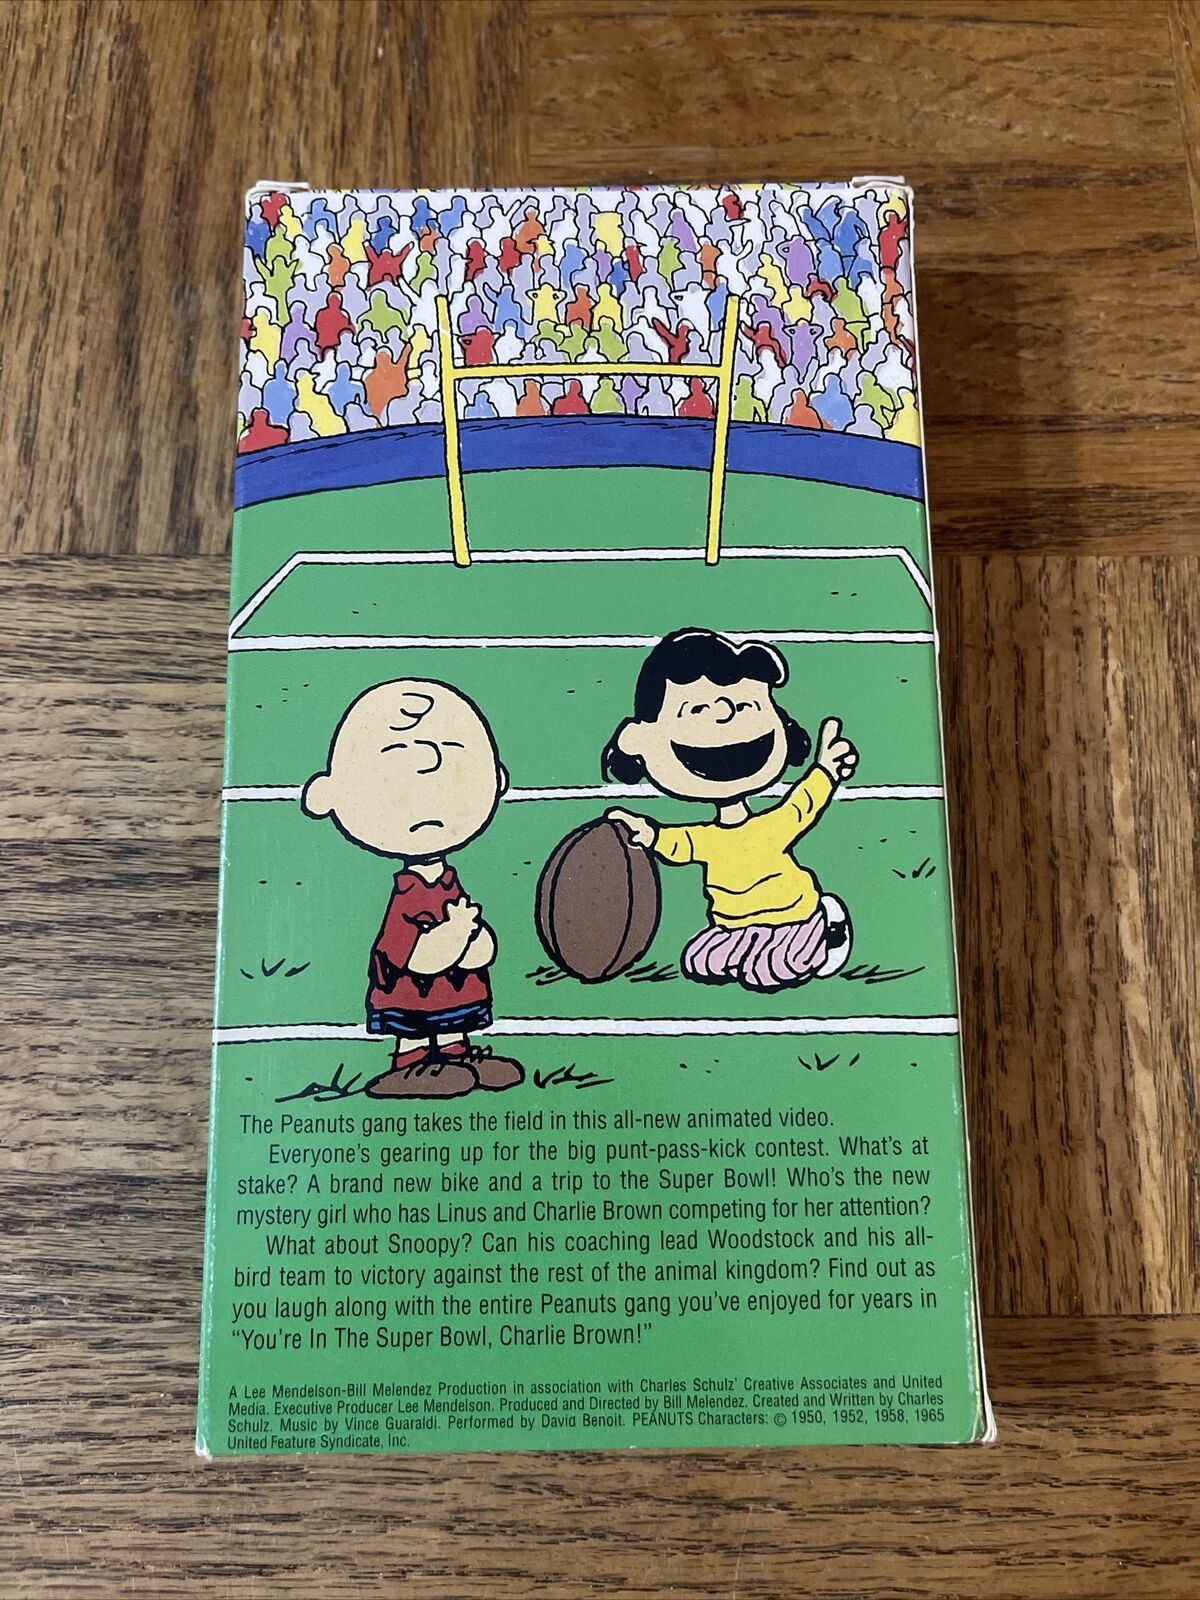 The Peanuts gang takes the field in this all-new animated video.
Everyone's gearing up for the big punt-pass-kick contest. What's at
stake? A brand new bike and a trip to the Super Bowl! Who's the new
mystery girl who has Linus and Charlie Brown competing for her attention?
What about Snoopy? Can his coaching lead Woodstock and his all-
bird team to victory against the rest of the animal kingdom? Find out as
you laugh along with the entire Peanuts gang you've enjoyed for years in
"You're In The Super Bowl, Charlie Brown!"
A Lee Mendelson-Bill Melendez Production in association with Charles Schulz' Creative Associates and United
Media. Executive Producer Lee Mendelson. Produced and Directed by Bill Melendez. Created and Written by Charles
Schulz. Music by Vince Guaraldi. Performed by David Benoit. PEANUTS Characters: © 1950, 1952, 1958, 1965
United Feature Syndicate, Inc.